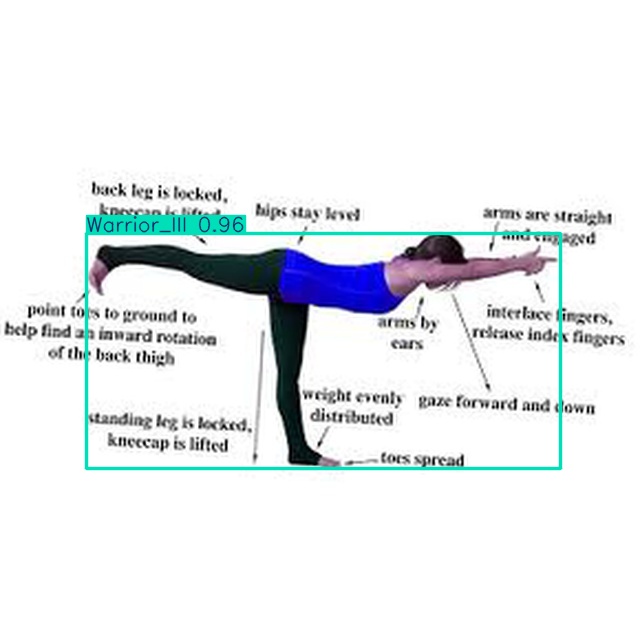 back leg is locked,
kneecap is lifted
Warrior_III 0.96
hips stay level
arms are straight
and engaged
point toes to ground to
help find an inward rotation
of the back thigh
arms by
ears
interlace fingers,
release index fingers
gaze forward and down
weight evenly
distributed
standing leg is locked,
kneecap is lifted
toes spread